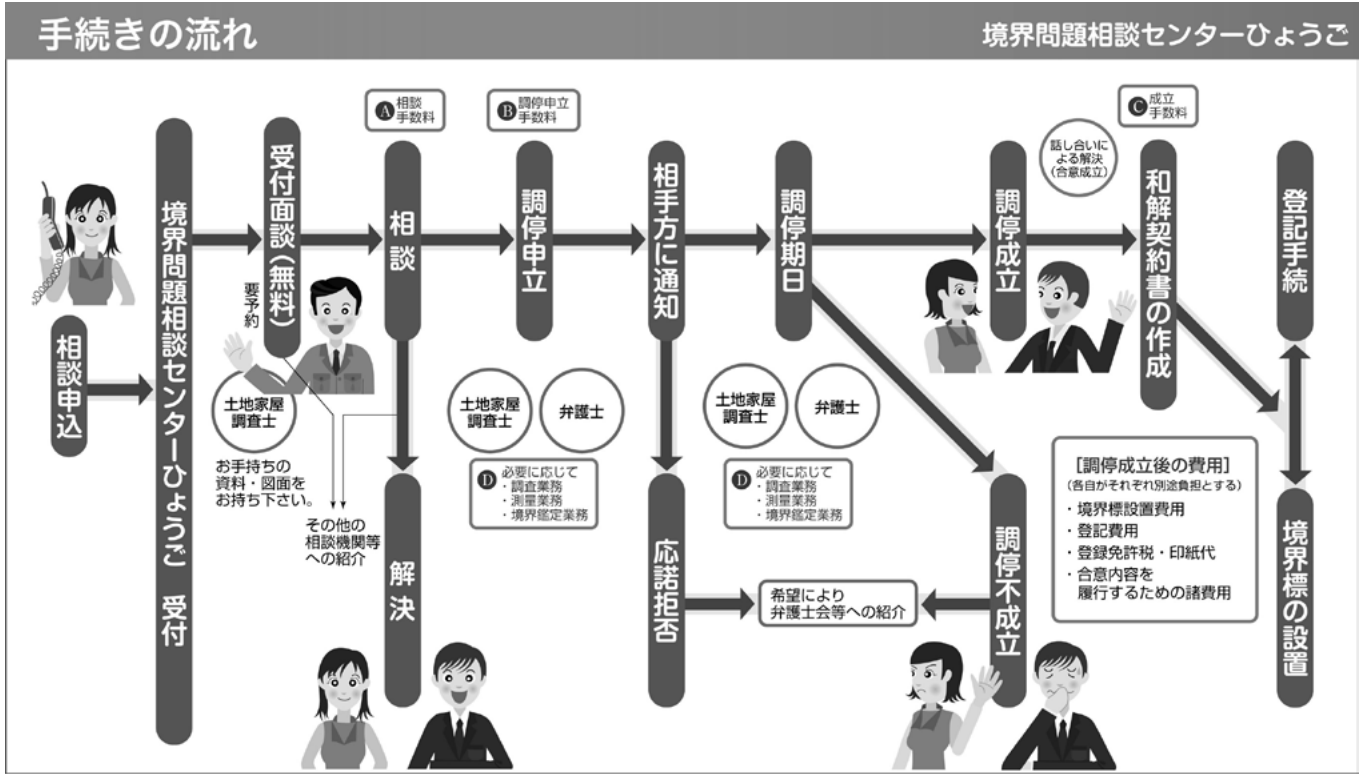 手続きの流れ
境界問題相談センターひょうご
相談申込
境界問題相談センターひょうご 受付
受付面談(無料)
要予約
土地家屋
調査士
お手持ちの
資料・図面を
お持ち下さい。
その他の
相談機関等
への紹介
A 相談
手数料
相談
解決
B 調停申立
手数料
調停申立
土地家屋
調査士
弁護士
D 必要に応じて
・調査業務
・測量業務
・境界鑑定業務
相手方に通知
応諾拒否
調停期日
土地家屋
調査士
弁護士
D 必要に応じて
・調査業務
・測量業務
・境界鑑定業務
希望により
弁護士会等への紹介
調停成立
調停不成立
話し合いに
よる解決
(合意成立)
C 成立
手数料
和解契約書の作成
登記手続
境界標の設置
[調停成立後の費用]
(各自がそれぞれ別途負担とする)
・境界標設置費用
・登記費用
・登録免許税・印紙代
・合意内容を
履行するための諸費用